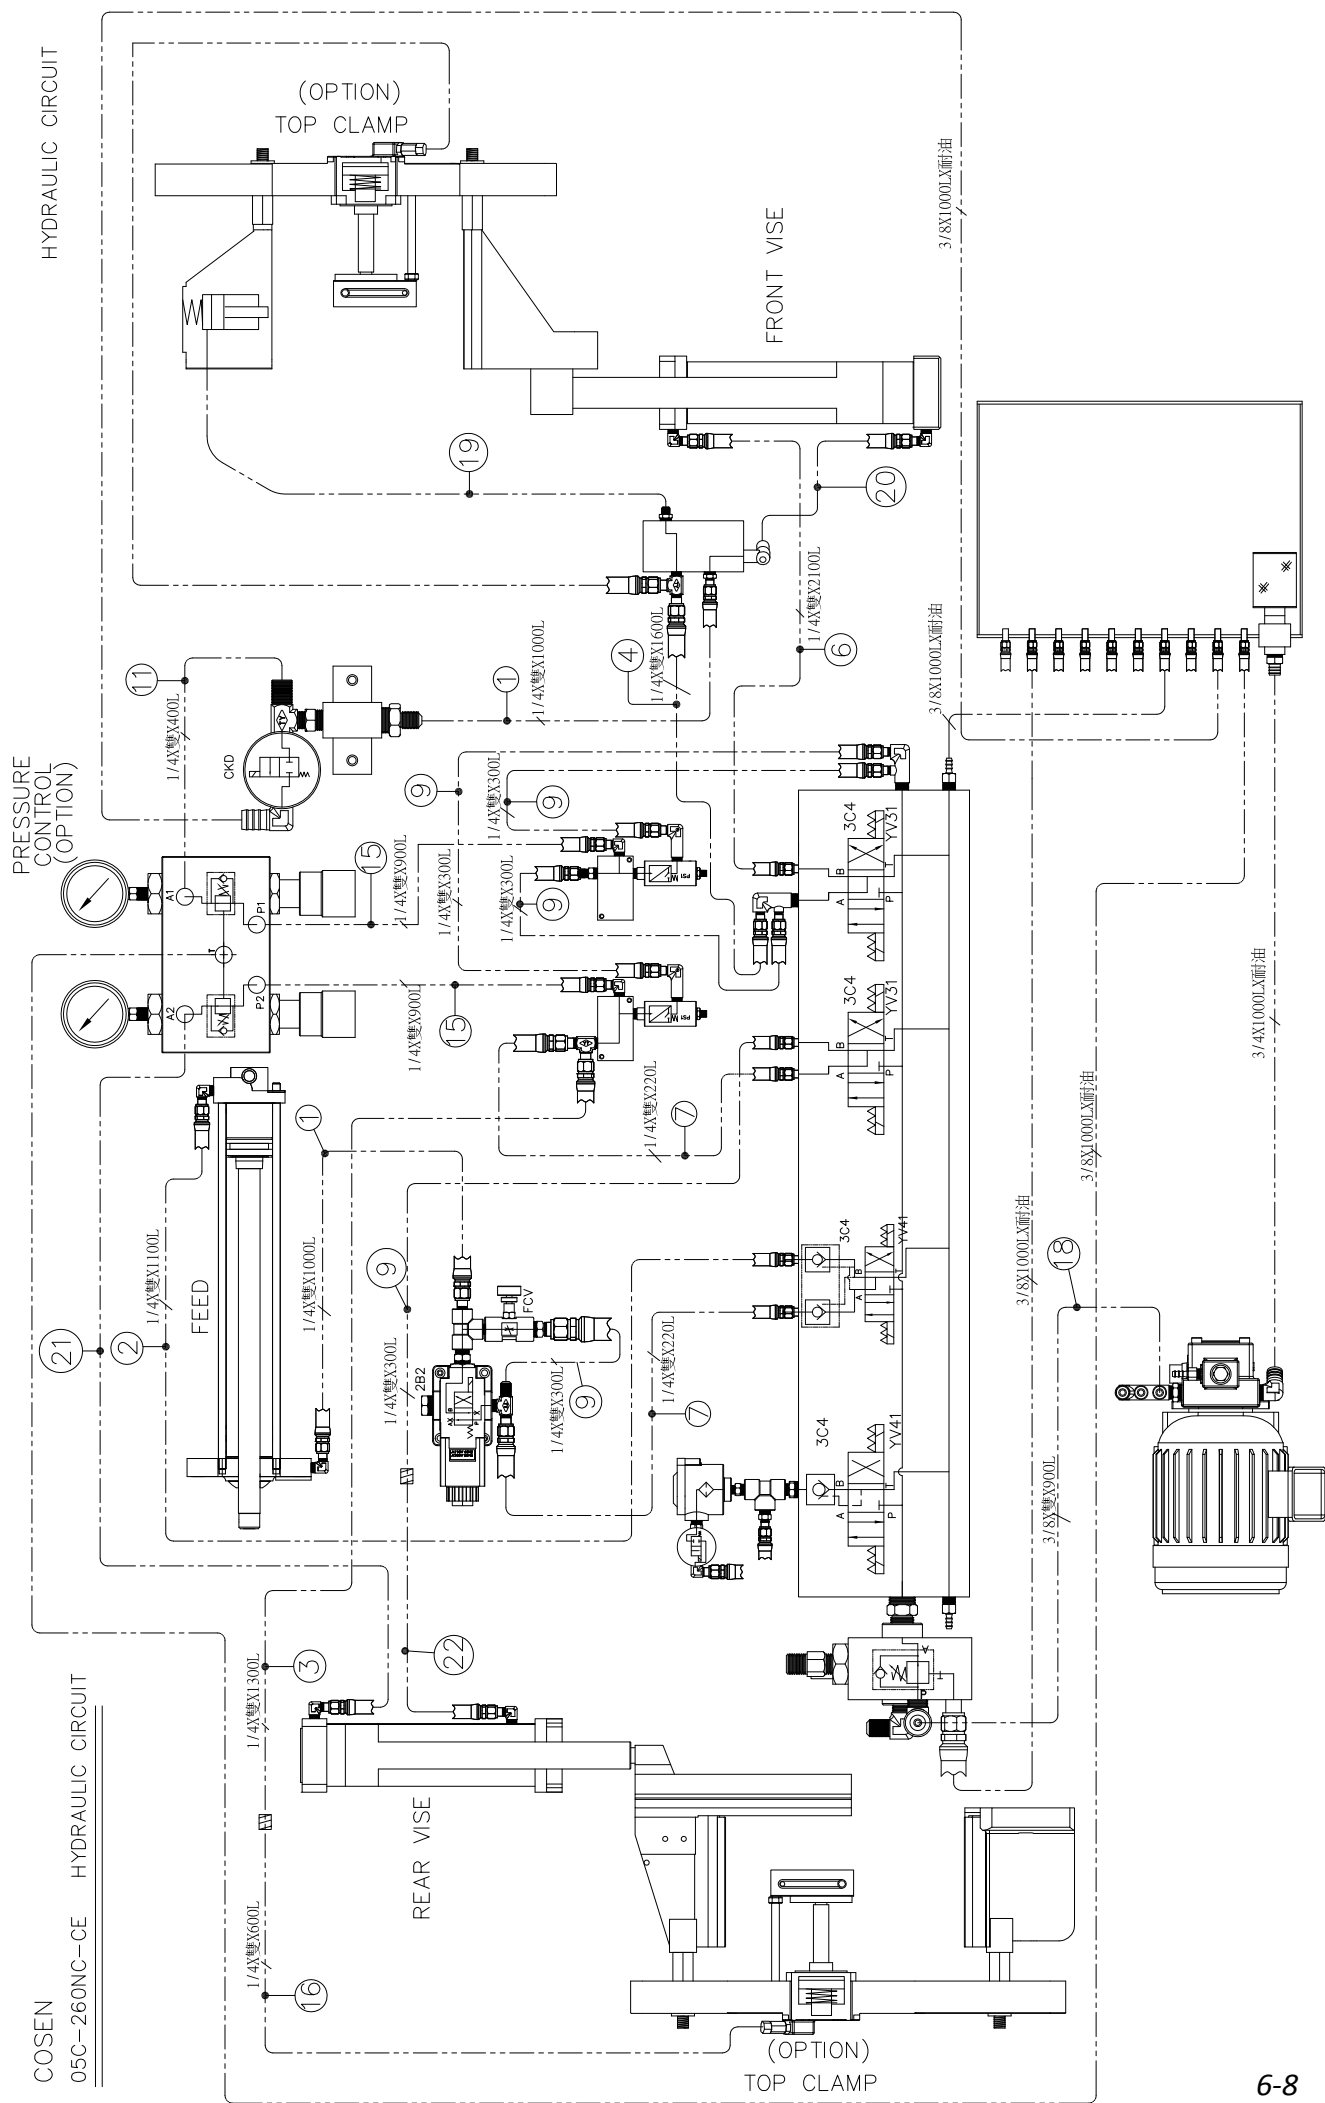 COSEN
05C-260NC-CE HYDRAULIC CIRCUIT
HYDRAULIC CIRCUIT
PRESSURE
CONTROL
(OPTION)
(OPTION)
TOP CLAMP
FRONT VISE
3/8X1000LX耐油
19
20
11
1/4X雙X400L
CKD
1
1/4X雙X1000L
4
1/4X雙X1600L
6
1/4X雙X2100L
3/8X1000LX耐油
A1
P1
T
A2
P2
15
1/4X雙X900L
15
1/4X雙X900L
9
1/4X雙X300L
9
1/4X雙X300L
9
1/4X雙X300L
PS1
PS1
7
1/4X雙X220L
3C4
YV31
A
B
P
T
3C4
YV31
A
B
P
T
3C4
YV41
A
B
3C4
YV41
A
B
P
21
2
1/4X雙X1100L
FEED
1
1/4X雙X1000L
9
1/4X雙X300L
2B2
FCV
9
1/4X雙X300L
7
1/4X雙X220L
3/4X1000LX耐油
3/8X1000LX耐油
3/8X1000LX耐油
18
3/8X雙X900L
3
1/4X雙X1300L
22
REAR VISE
16
1/4X雙X600L
A
P
T
(OPTION)
TOP CLAMP
6-8